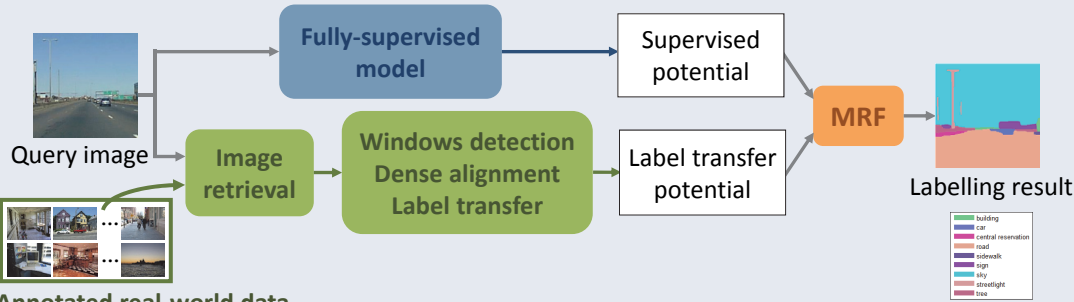 Fully-supervised
model
Supervised
potential
MRF
Query image
Image
retrieval
Windows detection
Dense alignment
Label transfer
Label transfer
potential
Labelling result
building
car
central reservation
road
sidewalk
sign
sky
streetlight
tree
Annotated real-world data